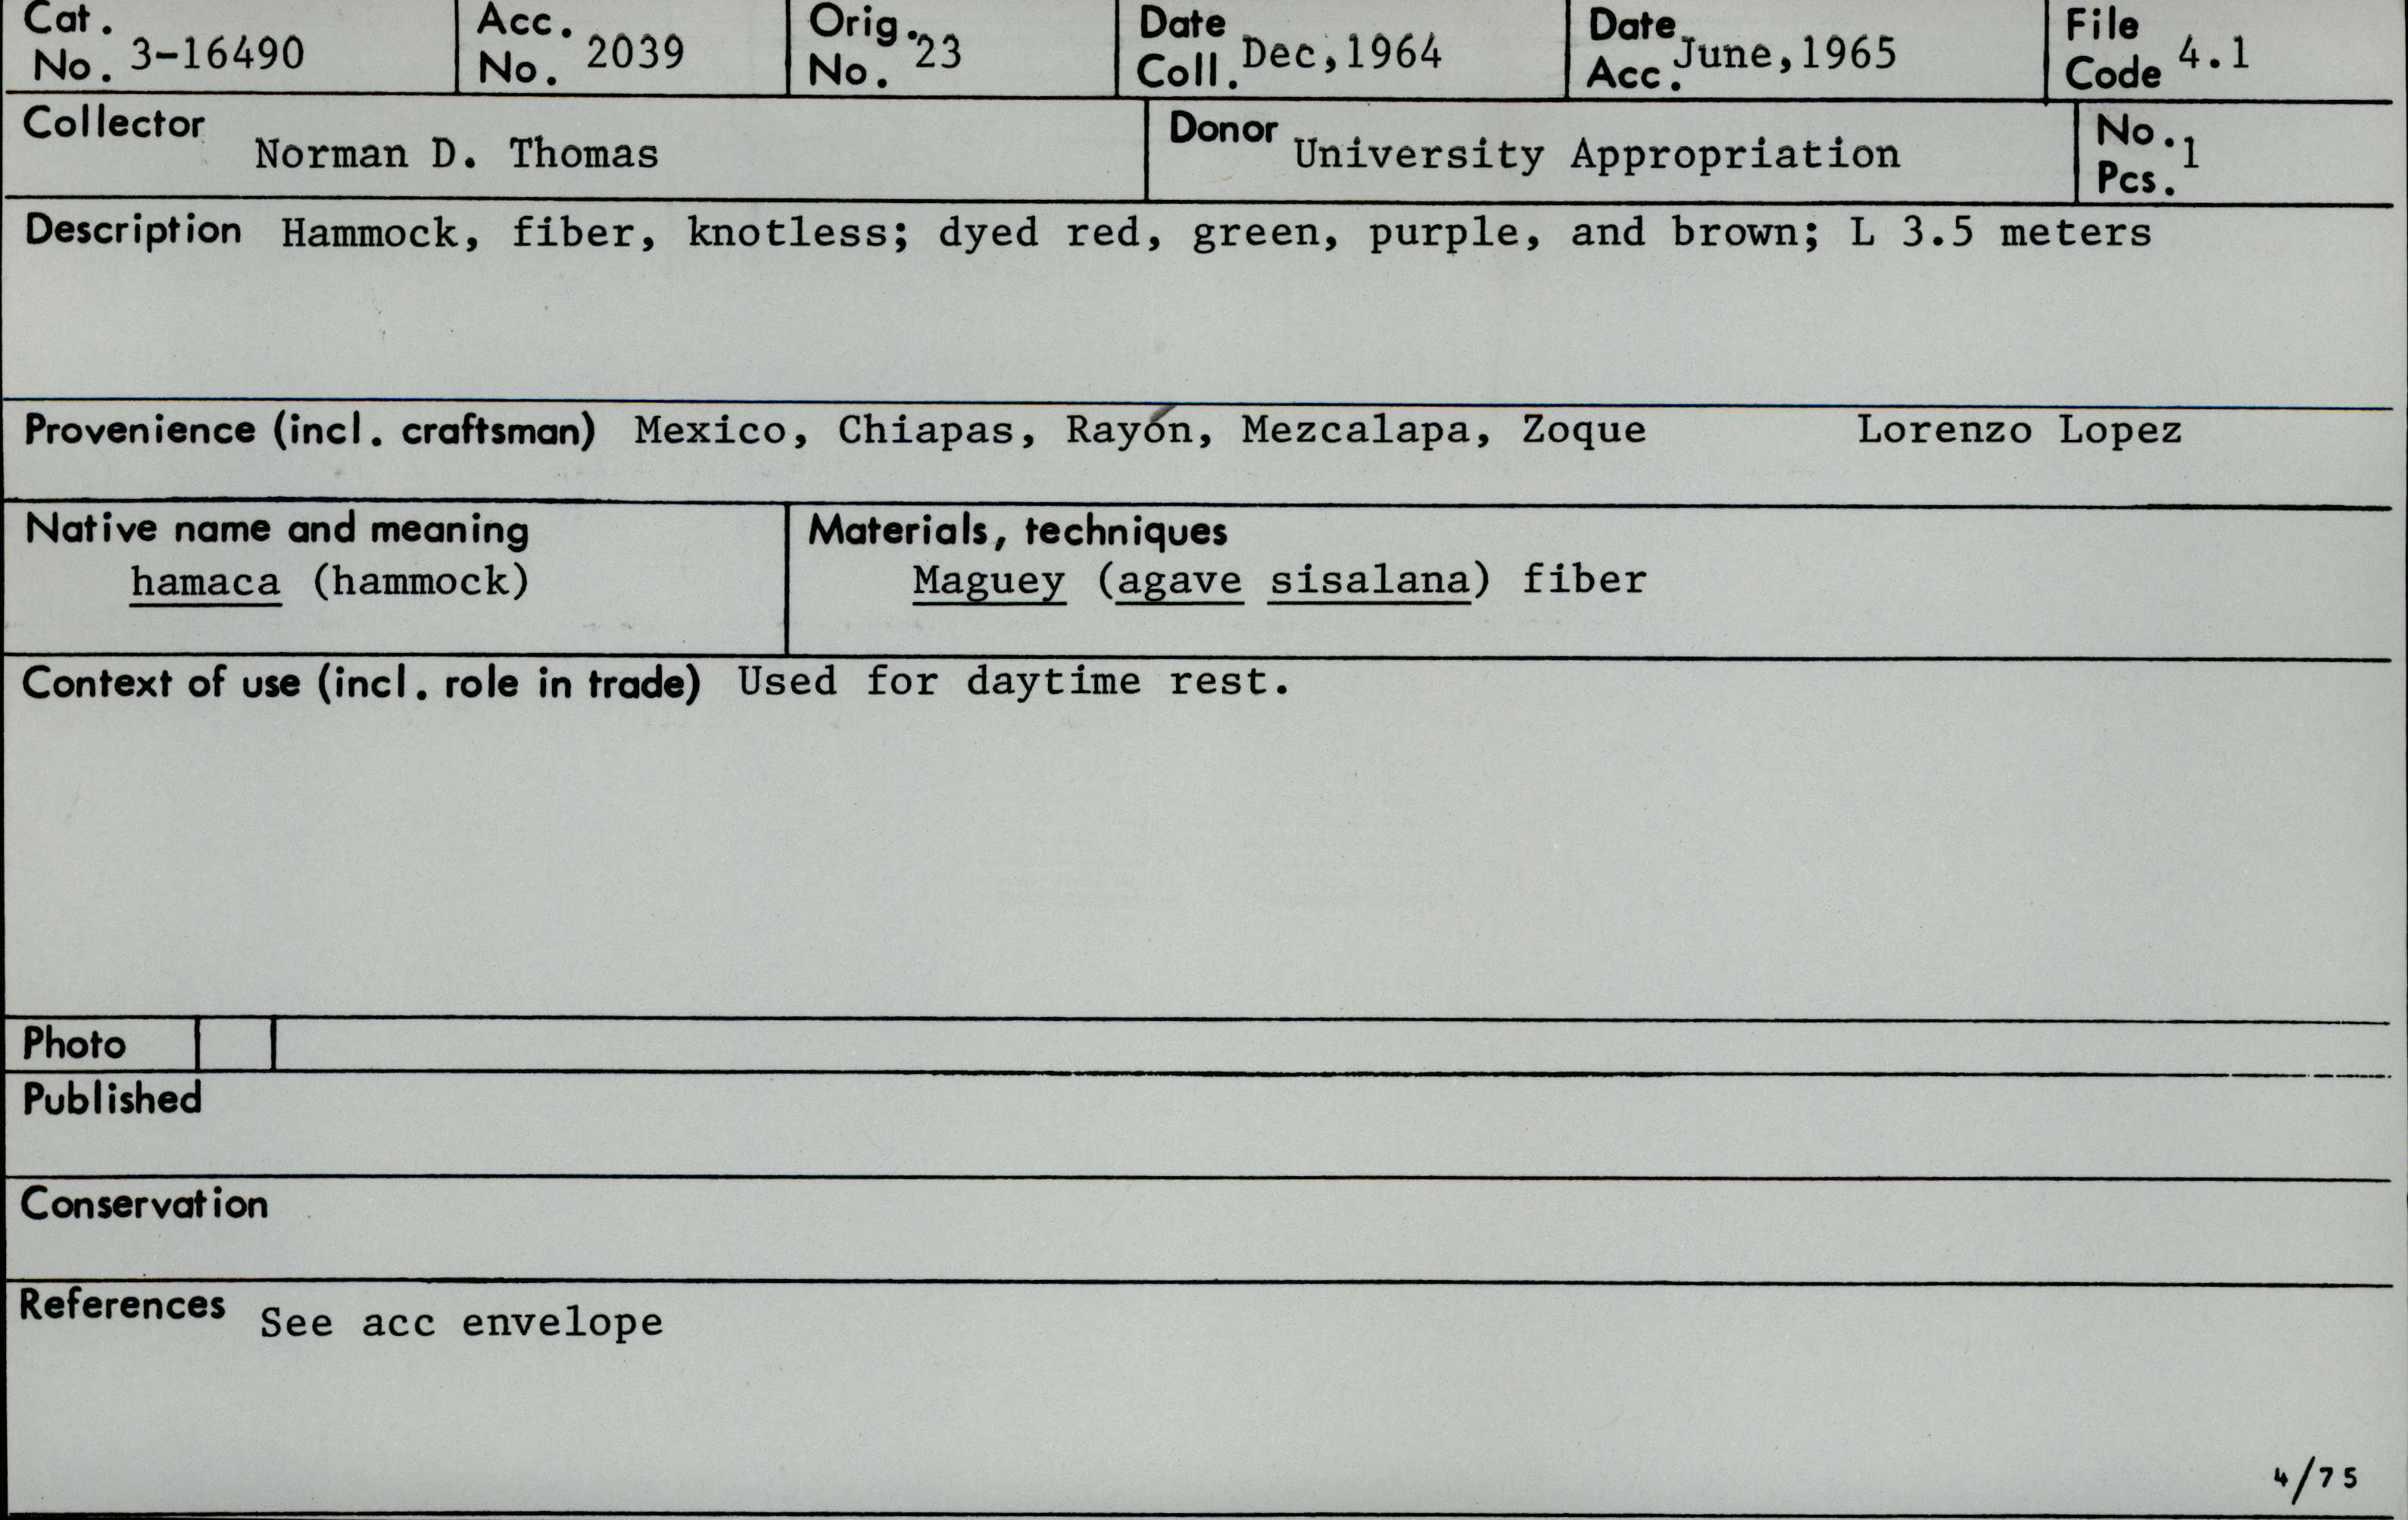 Cat. No. 3-16490
Acc. No. 2039
Orig. No. 23
Date Coll. Dec,1964
Date Acc. June,1965
File Code 4.1
Collector Norman D. Thomas
Donor University Appropriation
No. Pcs. 1
Description Hammock, fiber, knotless; dyed red, green, purple, and brown; L 3.5 meters
Provenience (incl. craftsman) Mexico, Chiapas, Rayón, Mezcalapa, Zoque Lorenzo Lopez
Native name and meaning
hamaca (hammock)
Materials, techniques
Maguey (agave sisalana) fiber
Context of use (incl. role in trade) Used for daytime rest.
Photo
Published
Conservation
References See acc envelope
4/75